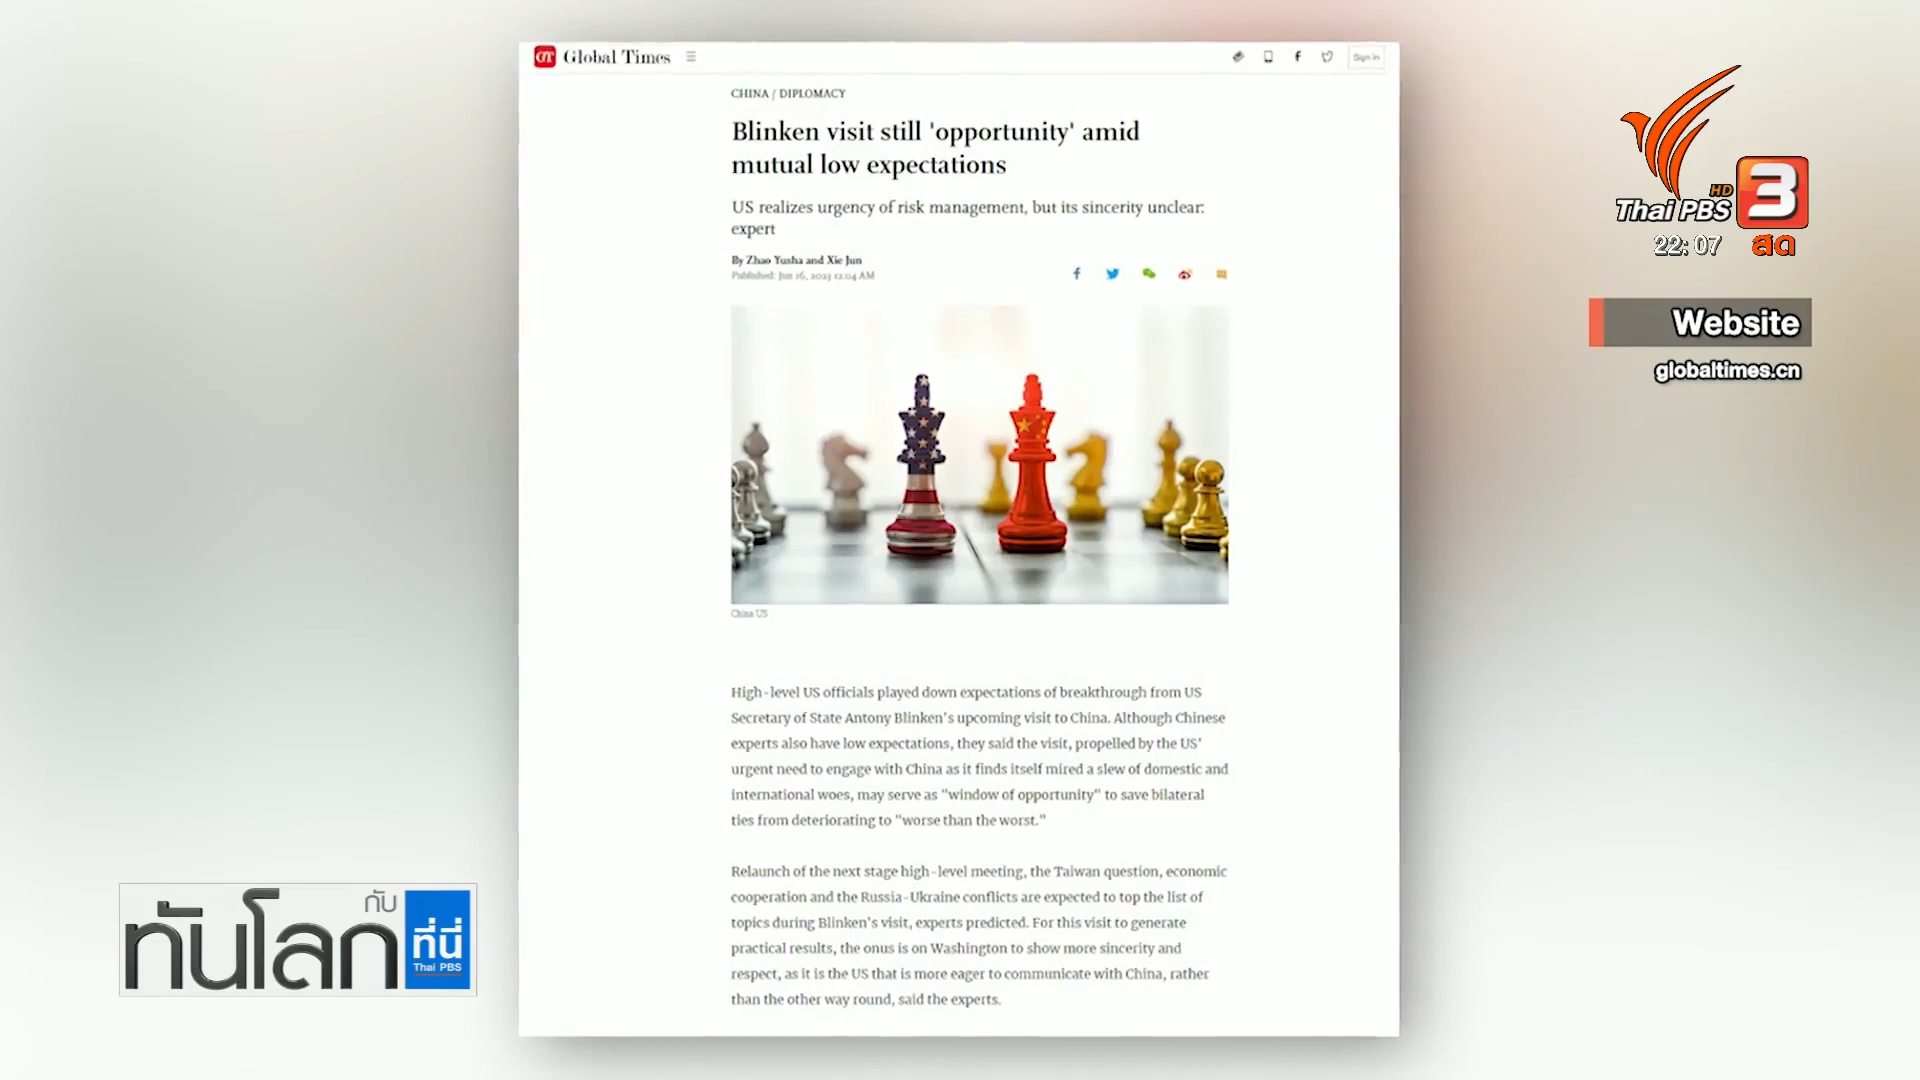 GT Global Times
Sign In
CHINA / DIPLOMACY
Blinken visit still 'opportunity' amid
mutual low expectations
US realizes urgency of risk management, but its sincerity unclear:
expert
By Zhao Yusha and Xie Jun
Published: Jun 16, 2023 12:04 AM
China US
High-level US officials played down expectations of breakthrough from US
Secretary of State Antony Blinken's upcoming visit to China. Although Chinese
experts also have low expectations, they said the visit, propelled by the US'
urgent need to engage with China as it finds itself mired a slew of domestic and
international woes, may serve as "window of opportunity" to save bilateral
ties from deteriorating to "worse than the worst."
Relaunch of the next stage high-level meeting, the Taiwan question, economic
cooperation and the Russia-Ukraine conflicts are expected to top the list of
topics during Blinken's visit, experts predicted. For this visit to generate
practical results, the onus is on Washington to show more sincerity and
respect, as it is the US that is more eager to communicate with China, rather
than the other way round, said the experts.
HD
Thai PBS 3
22:07 สด
Website
globaltimes.cn
ทันโลก กับ ที่นี่
Thai PBS